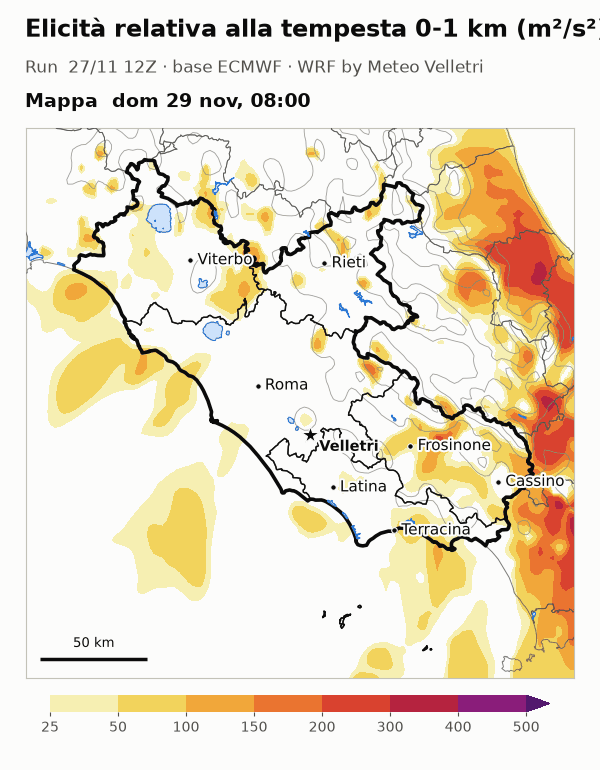 Elicità relativa alla tempesta 0-1 km (m²/s²)
Run 27/11 12Z · base ECMWF · WRF by Meteo Velletri
Mappa dom 29 nov, 08:00
Viterbo
Rieti
Roma
Velletri
Frosinone
Latina
Cassino
Terracina
50 km
25 50 100 150 200 300 400 500